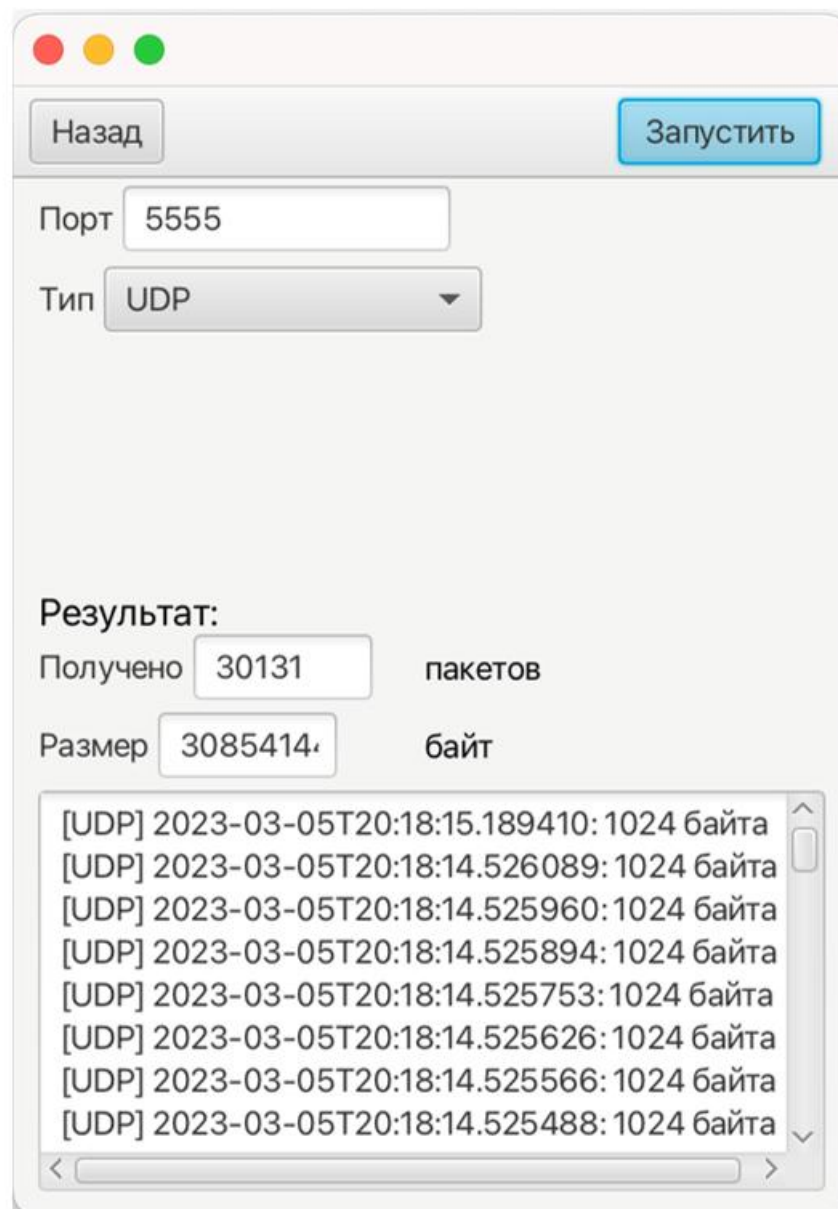 Назад Запустить
Порт 5555
Тип UDP
Результат:
Получено 30131 пакетов
Размер 30854144 байт
[UDP] 2023-03-05T20:18:15.189410: 1024 байта
[UDP] 2023-03-05T20:18:14.526089: 1024 байта
[UDP] 2023-03-05T20:18:14.525960: 1024 байта
[UDP] 2023-03-05T20:18:14.525894: 1024 байта
[UDP] 2023-03-05T20:18:14.525753: 1024 байта
[UDP] 2023-03-05T20:18:14.525626: 1024 байта
[UDP] 2023-03-05T20:18:14.525566: 1024 байта
[UDP] 2023-03-05T20:18:14.525488: 1024 байта